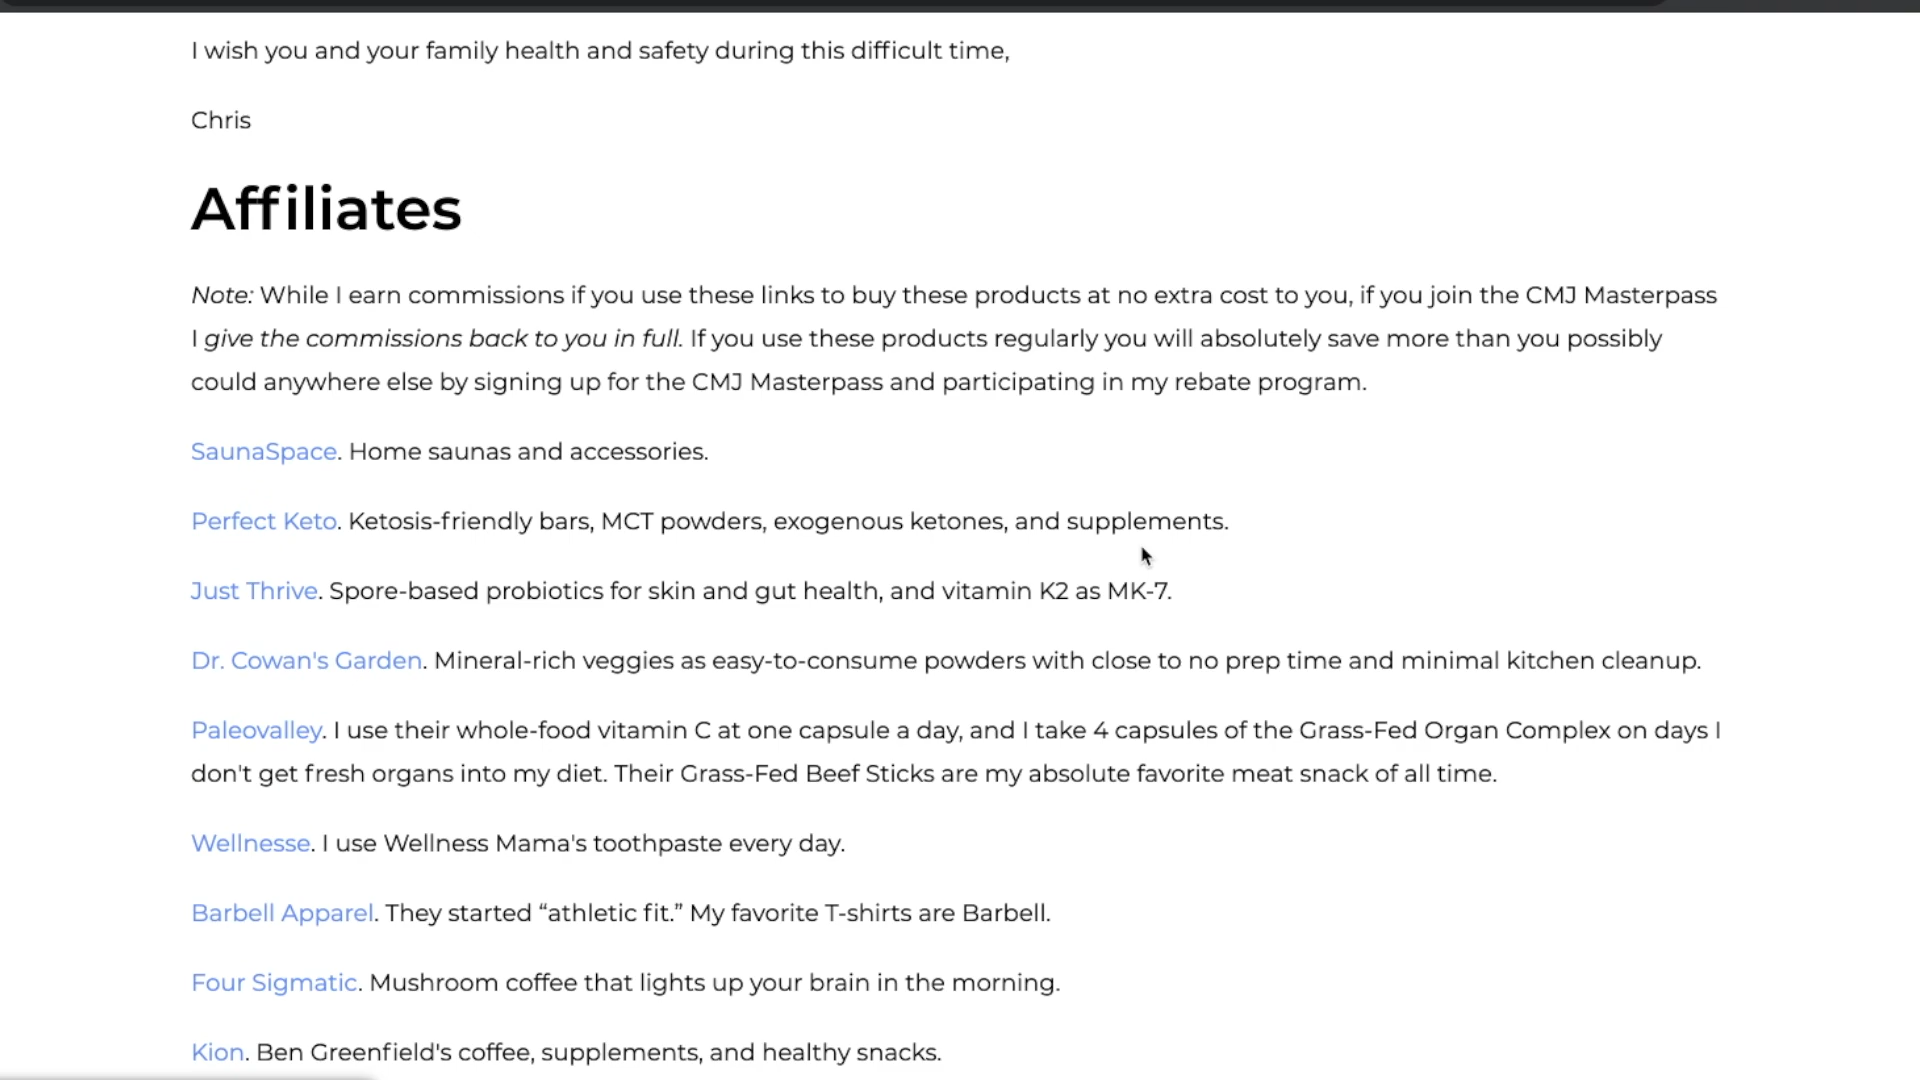 I wish you and your family health and safety during this difficult time,
Chris
Affiliates
Note: While I earn commissions if you use these links to buy these products at no extra cost to you, if you join the CMJ Masterpass
I give the commissions back to you in full. If you use these products regularly you will absolutely save more than you possibly
could anywhere else by signing up for the CMJ Masterpass and participating in my rebate program.
SaunaSpace. Home saunas and accessories.
Perfect Keto. Ketosis-friendly bars, MCT powders, exogenous ketones, and supplements.
Just Thrive. Spore-based probiotics for skin and gut health, and vitamin K2 as MK-7.
Dr. Cowan's Garden. Mineral-rich veggies as easy-to-consume powders with close to no prep time and minimal kitchen cleanup.
Paleovalley. I use their whole-food vitamin C at one capsule a day, and I take 4 capsules of the Grass-Fed Organ Complex on days I
don't get fresh organs into my diet. Their Grass-Fed Beef Sticks are my absolute favorite meat snack of all time.
Wellnesse. I use Wellness Mama's toothpaste every day.
Barbell Apparel. They started “athletic fit.” My favorite T-shirts are Barbell.
Four Sigmatic. Mushroom coffee that lights up your brain in the morning.
Kion. Ben Greenfield's coffee, supplements, and healthy snacks.